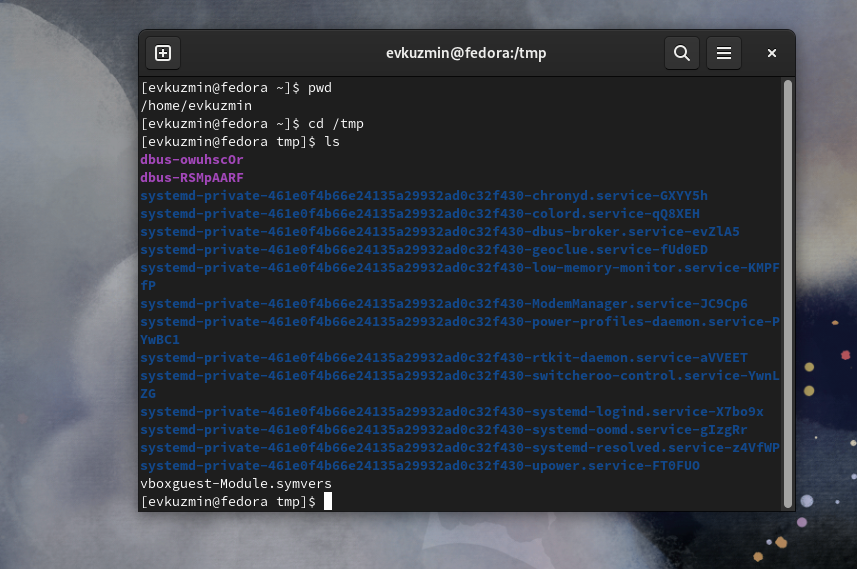 evkuzmin@fedora:/tmp
[evkuzmin@fedora ~]$ pwd
/home/evkuzmin
[evkuzmin@fedora ~]$ cd /tmp
[evkuzmin@fedora tmp]$ ls
dbus-owuhscOr
dbus-RSMpAARF
systemd-private-461e0f4b66e24135a29932ad0c32f430-chronyd.service-GXYY5h
systemd-private-461e0f4b66e24135a29932ad0c32f430-colord.service-qQ8XEH
systemd-private-461e0f4b66e24135a29932ad0c32f430-dbus-broker.service-evZlA5
systemd-private-461e0f4b66e24135a29932ad0c32f430-geoclue.service-fUd0ED
systemd-private-461e0f4b66e24135a29932ad0c32f430-low-memory-monitor.service-KMPF
fP
systemd-private-461e0f4b66e24135a29932ad0c32f430-ModemManager.service-JC9Cp6
systemd-private-461e0f4b66e24135a29932ad0c32f430-power-profiles-daemon.service-P
YwBC1
systemd-private-461e0f4b66e24135a29932ad0c32f430-rtkit-daemon.service-aVVEET
systemd-private-461e0f4b66e24135a29932ad0c32f430-switcheroo-control.service-YwnL
ZG
systemd-private-461e0f4b66e24135a29932ad0c32f430-systemd-logind.service-X7bo9x
systemd-private-461e0f4b66e24135a29932ad0c32f430-systemd-oomd.service-gIzgRr
systemd-private-461e0f4b66e24135a29932ad0c32f430-systemd-resolved.service-z4VfWP
systemd-private-461e0f4b66e24135a29932ad0c32f430-upower.service-FT0FUO
vboxguest-Module.symvers
[evkuzmin@fedora tmp]$